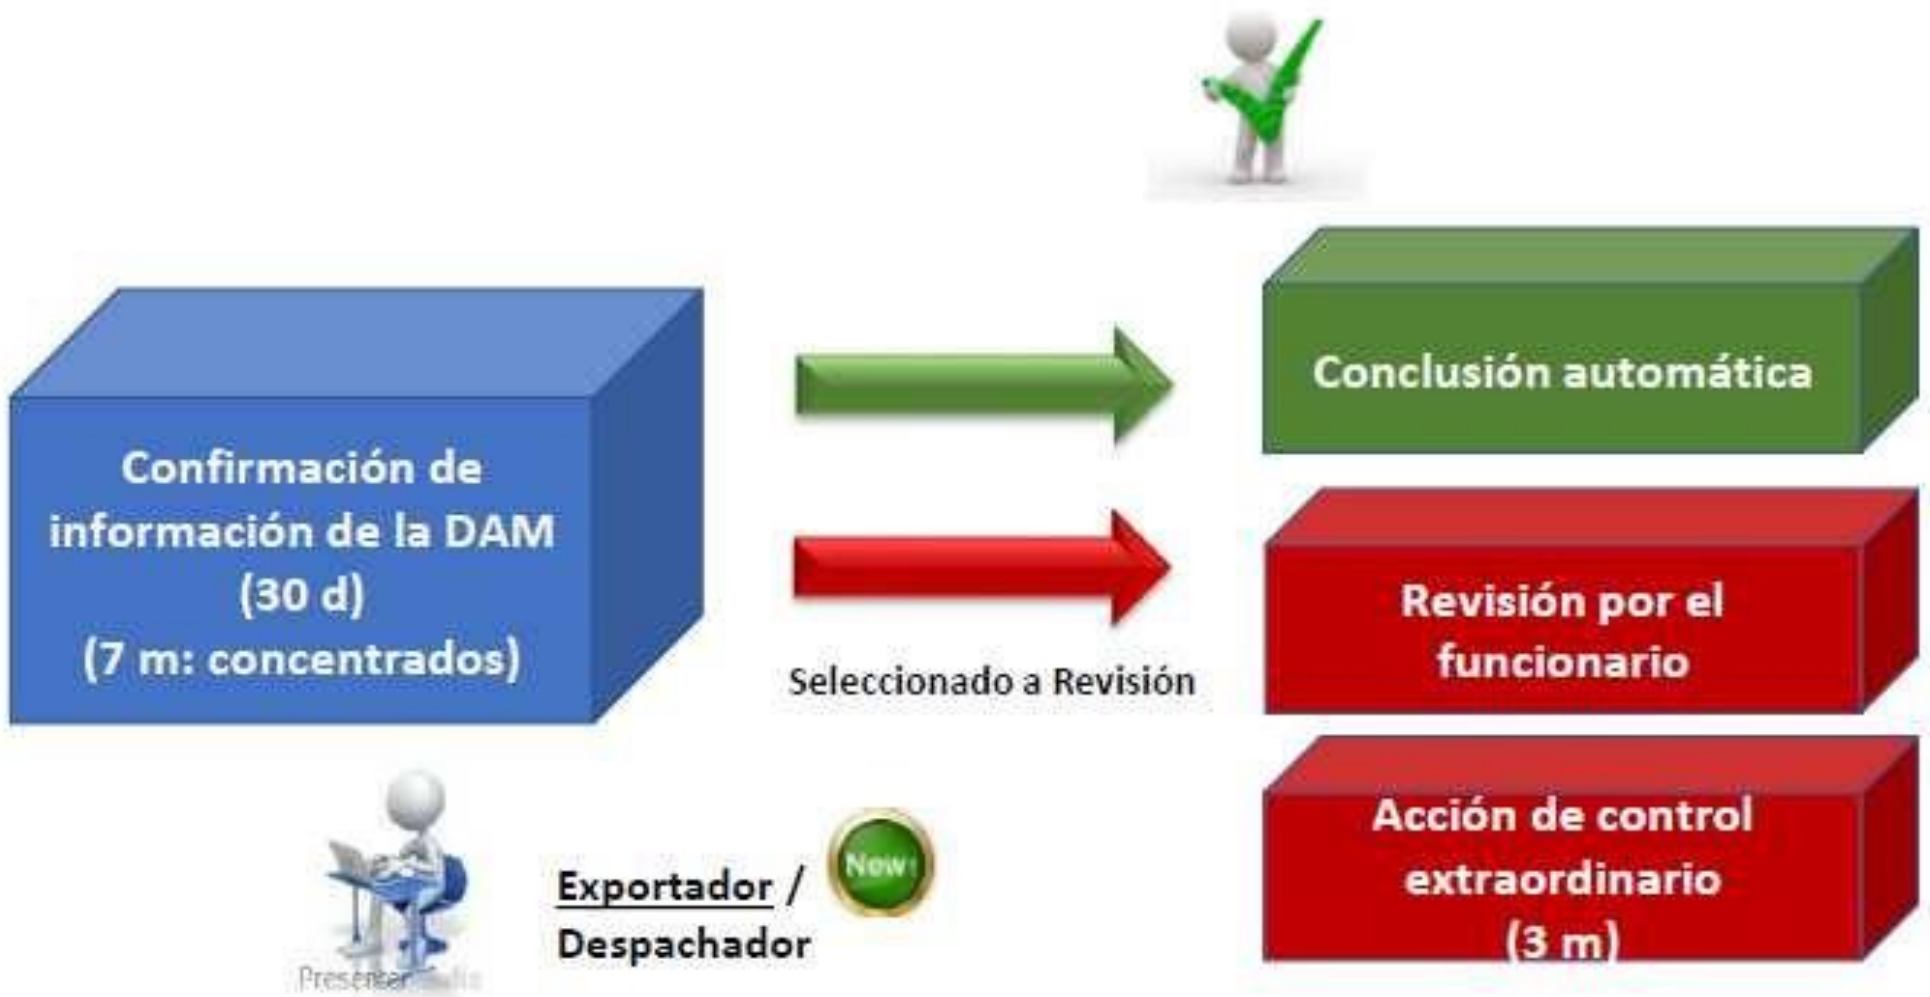 Confirmación de
información de la DAM
(30 d)
(7 m: concentrados)
Seleccionado a Revisión
Conclusión automática
Revisión por el
funcionario
Acción de control
extraordinario
(3 m)
Exportador /
Despachador
New!
Presentar